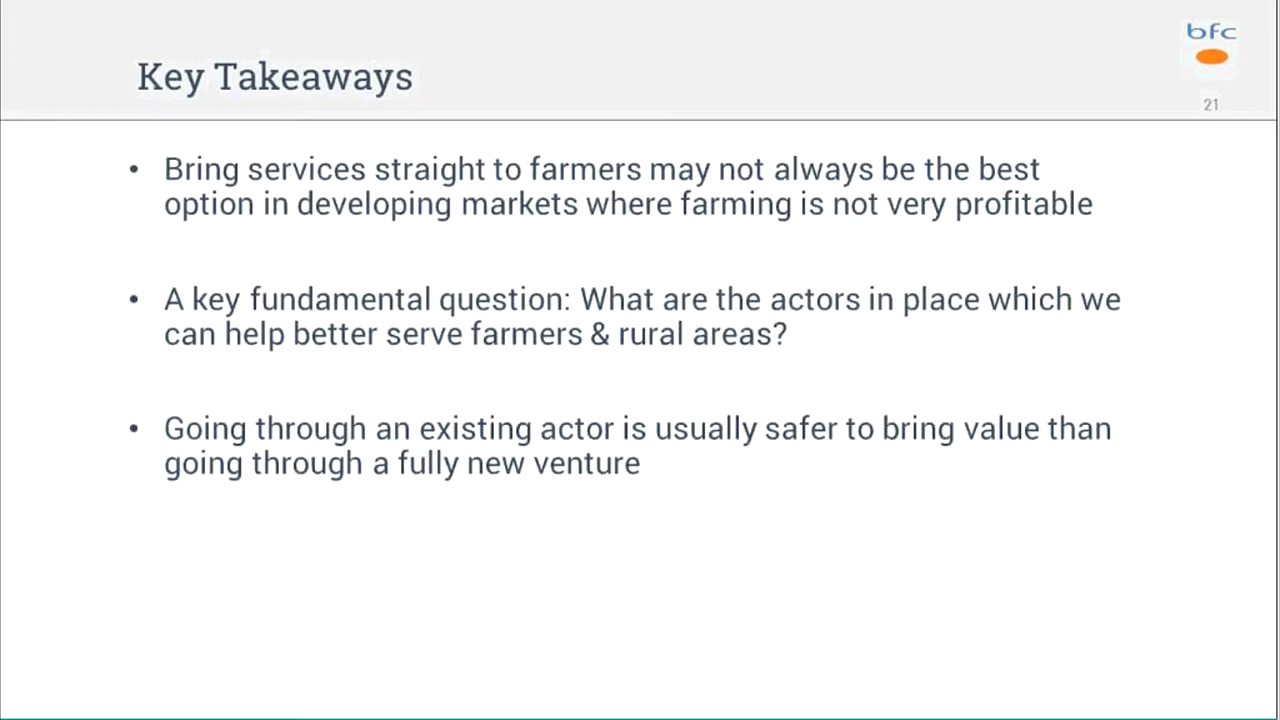 bfc
Key Takeaways
21
• Bring services straight to farmers may not always be the best
option in developing markets where farming is not very profitable
• A key fundamental question: What are the actors in place which we
can help better serve farmers & rural areas?
• Going through an existing actor is usually safer to bring value than
going through a fully new venture